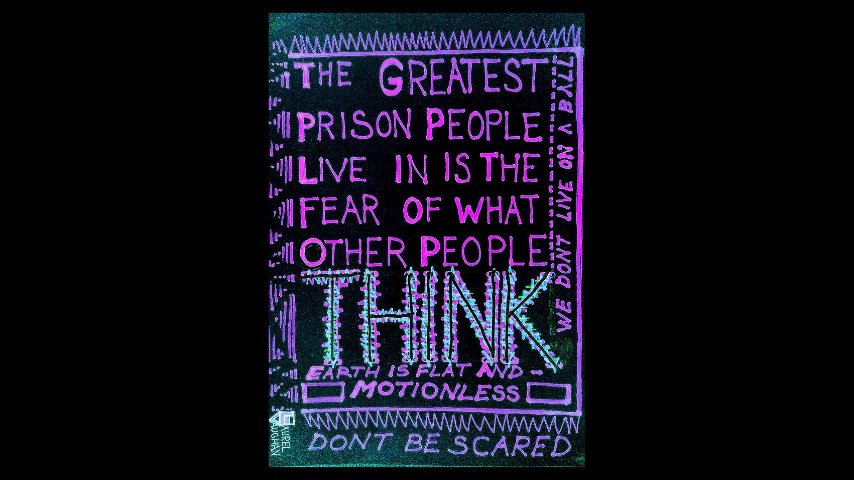 THE GREATEST
PRISON PEOPLE
LIVE IN IS THE
FEAR OF WHAT
OTHER PEOPLE
THINK
EARTH IS FLAT AND -
MOTIONLESS
DONT BE SCARED
WE DONT LIVE ON A BALL
LAUREL